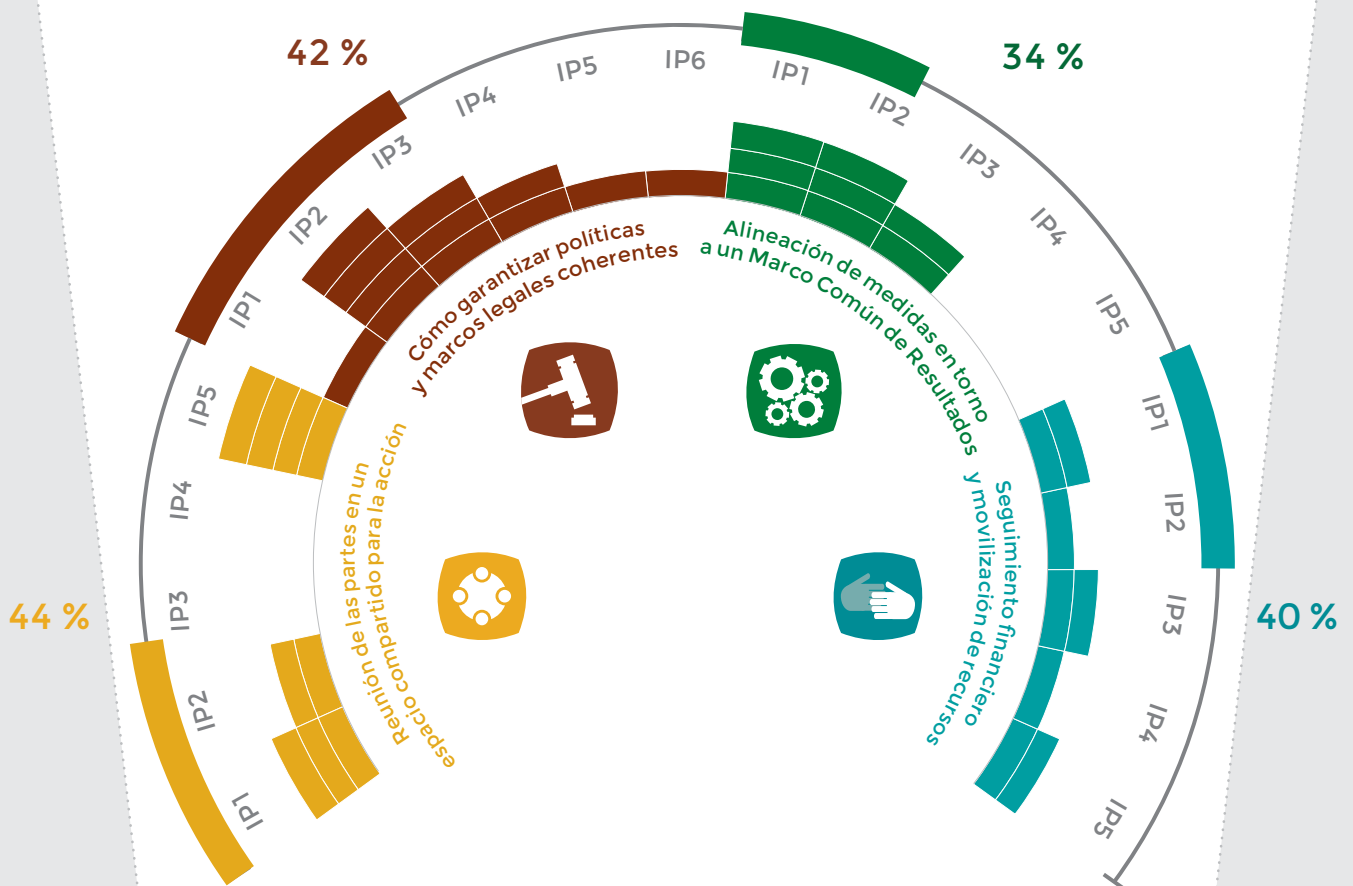 42 %
34 %
44 %
40 %
IP1
IP2
IP3
IP4
IP5
IP1
IP2
IP3
IP4
IP5
IP6
IP1
IP2
IP3
IP4
IP5
IP1
IP2
IP3
IP4
IP5
Reunión de las partes en un
espacio compartido para la acción
Cómo garantizar políticas
y marcos legales coherentes
Alineación de medidas en torno
a un Marco Común de Resultados
Seguimiento financiero
y movilización de recursos